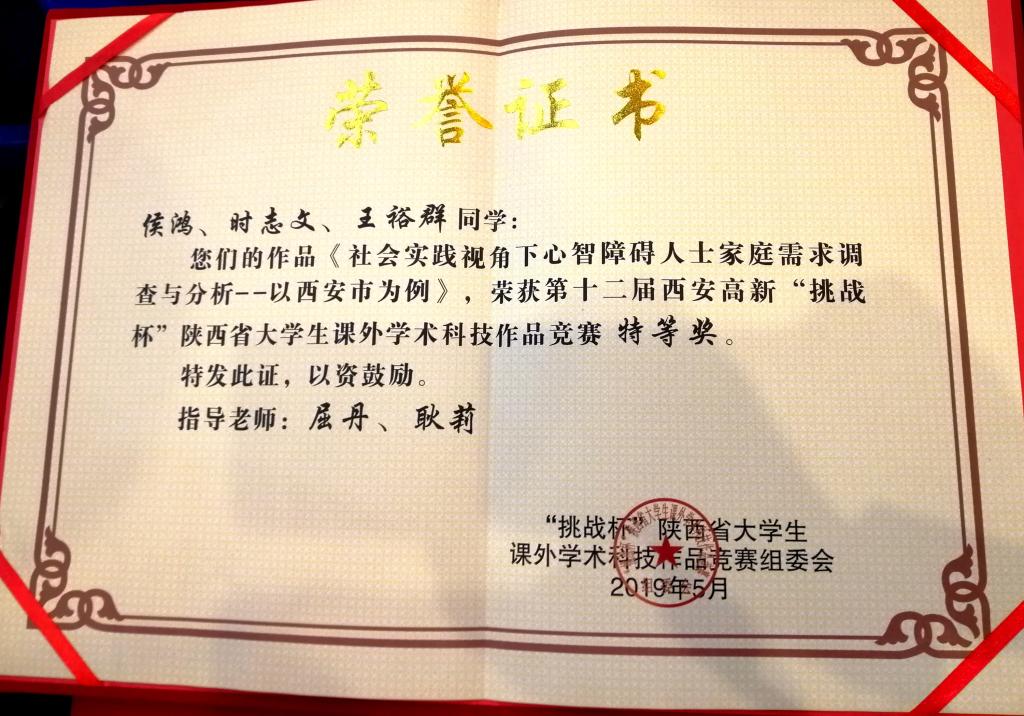 荣誉证书
侯鸿、时志文、王裕群同学：
您们的作品《社会实践视角下心智障碍人士家庭需求调
查与分析--以西安市为例》，荣获第十二届西安高新“挑战
杯”陕西省大学生课外学术科技作品竞赛 特等奖。
特发此证，以资鼓励。
指导老师：屈丹、耿莉
“挑战杯”陕西省大学生
课外学术科技作品竞赛组委会
2019年5月
组委会